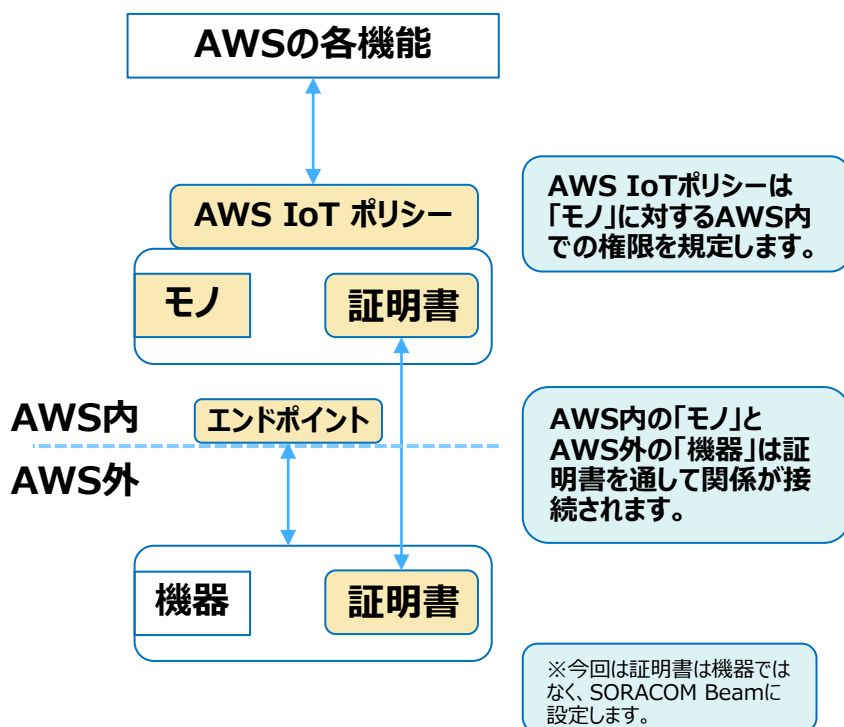 AWSの各機能
AWS IoT ポリシー
AWS IoTポリシーは
「モノ」に対するAWS内
での権限を規定します。
モノ
証明書
AWS内
エンドポイント
AWS外
AWS内の「モノ」と
AWS外の「機器」は証
明書を通して関係が接
続されます。
機器
証明書
※今回は証明書は機器では
なく、SORACOM Beamに
設定します。